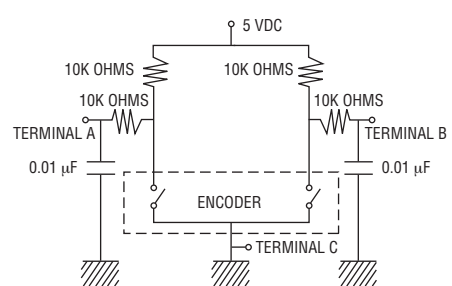 5 VDC
10K OHMS
10K OHMS
10K OHMS
10K OHMS
TERMINAL A
TERMINAL B
0.01 μF
0.01 μF
ENCODER
TERMINAL C